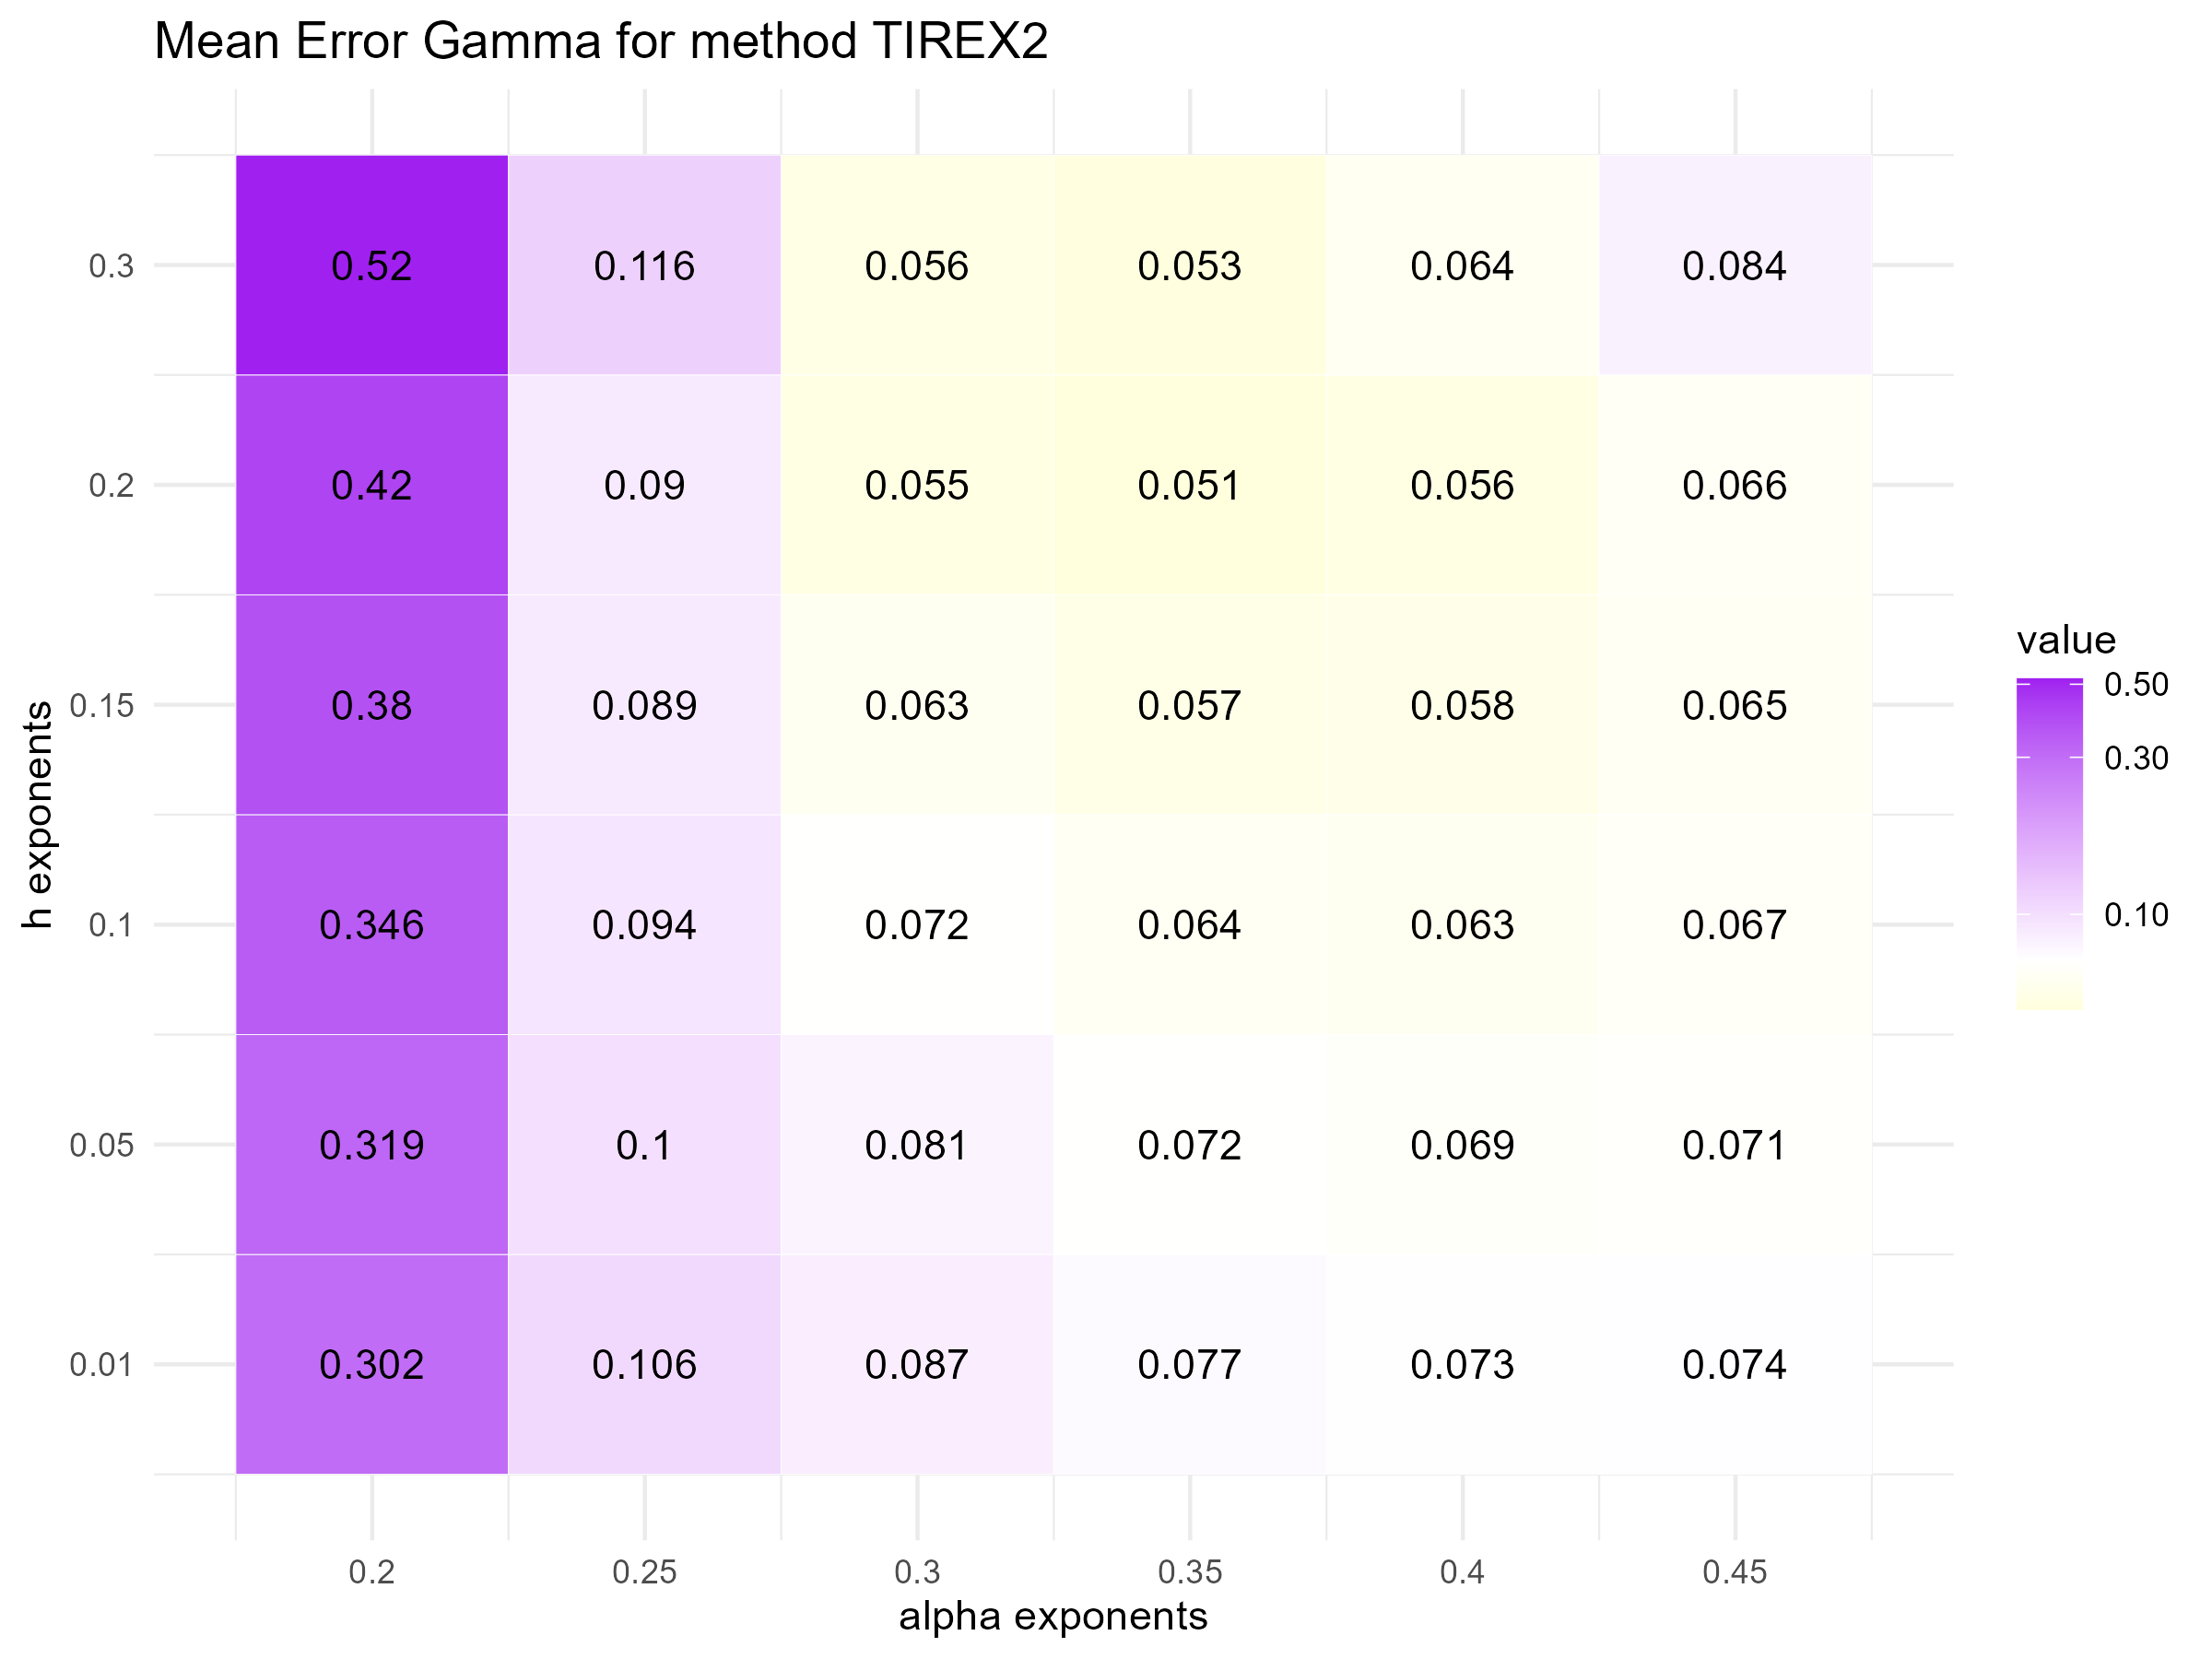 Mean Error Gamma for method TIREX2
0.3 0.52 0.116 0.056 0.053 0.064 0.084
0.2 0.42 0.09 0.055 0.051 0.056 0.066
0.15 0.38 0.089 0.063 0.057 0.058 0.065
0.1 0.346 0.094 0.072 0.064 0.063 0.067
0.05 0.319 0.1 0.081 0.072 0.069 0.071
0.01 0.302 0.106 0.087 0.077 0.073 0.074
h exponents
0.2 0.25 0.3 0.35 0.4 0.45
alpha exponents
value
0.50
0.30
0.10